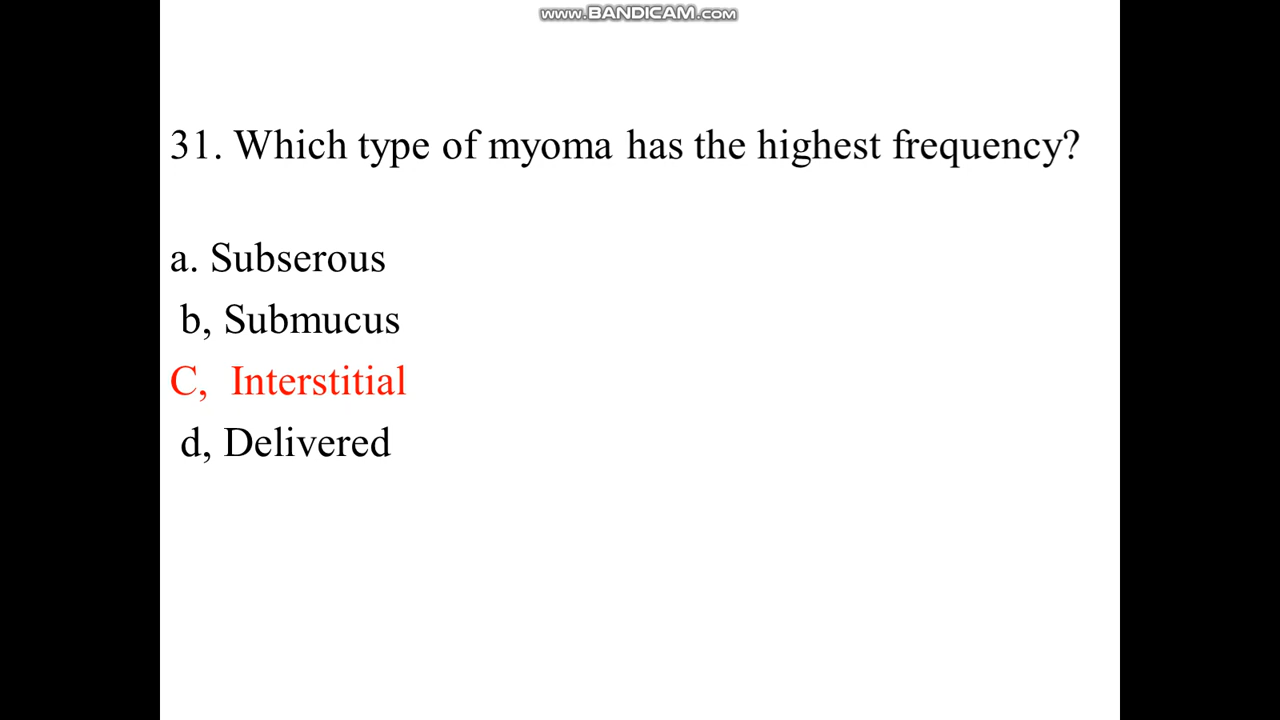 www.BANDICAM.com
31. Which type of myoma has the highest frequency?
a. Subserous
b, Submucus
C, Interstitial
d, Delivered